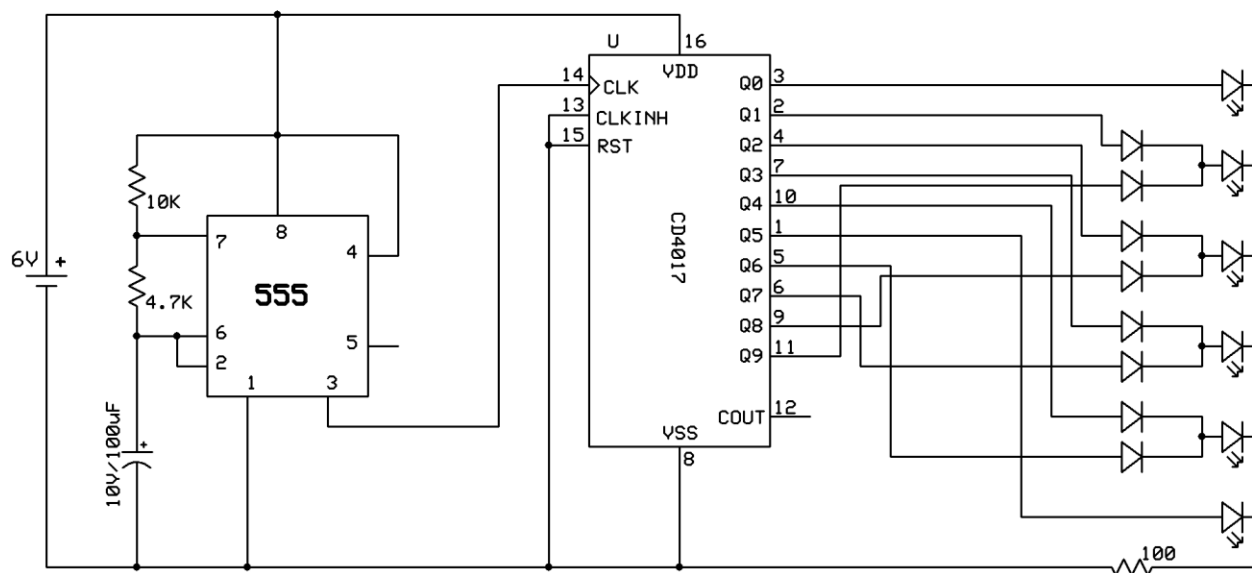 6V +
10K
4.7K
10V/100uF
+
555
7
8
4
6
2
5
1
3
U
16
VDD
14
CLK
13
CLKINH
15
RST
CD4017
Q0 3
Q1 2
Q2 4
Q3 7
Q4 10
Q5 1
Q6 5
Q7 6
Q8 9
Q9 11
COUT 12
VSS
8
100